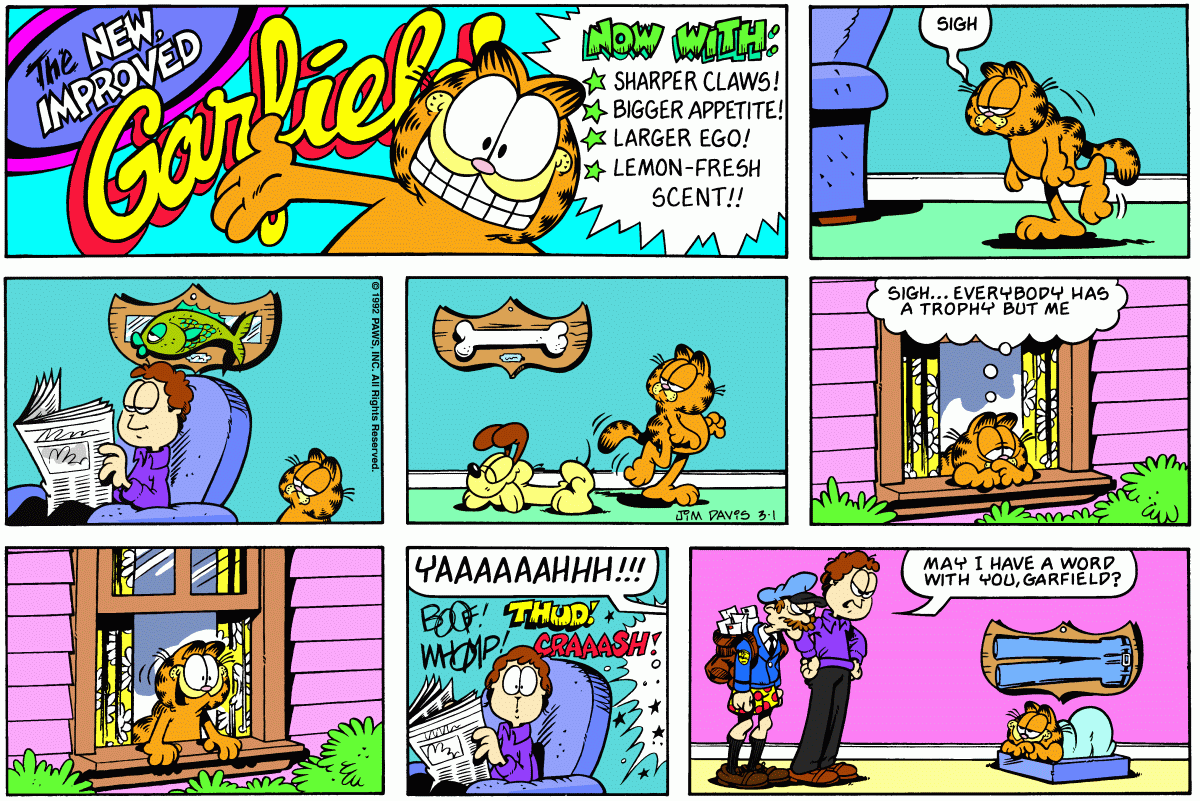 The NEW,
IMPROVED
Garfield!
NOW WITH:
SHARPER CLAWS!
BIGGER APPETITE!
LARGER EGO!
LEMON-FRESH
SCENT!!
SIGH
© 1992 PAWS, INC. All Rights Reserved.
JIM DAVIS 3·1
SIGH... EVERYBODY HAS
A TROPHY BUT ME
YAAAAAAHHH!!!
BOOF! THUD!
WHOMP! CRAAASH!
MAY I HAVE A WORD
WITH YOU, GARFIELD?